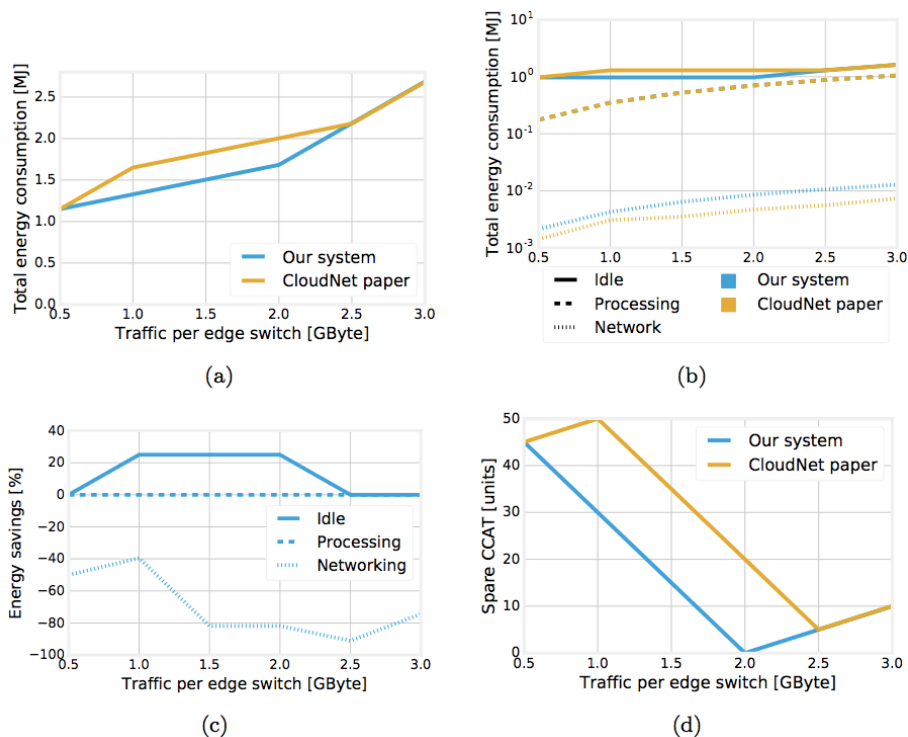 Total energy consumption [MJ]
2.5
2.0
1.5
1.0
0.5
0.0
0.5 1.0 1.5 2.0 2.5 3.0
Our system
CloudNet paper
Traffic per edge switch [GByte]
(a)
Total energy consumption [MJ]
10^1
10^0
10^-1
10^-2
10^-3
0.5 1.0 1.5 2.0 2.5 3.0
Idle
Processing
Network
Our system
CloudNet paper
Traffic per edge switch [GByte]
(b)
Energy savings [%]
40
20
0
−20
−40
−60
−80
−100
0.5 1.0 1.5 2.0 2.5 3.0
Idle
Processing
Networking
Traffic per edge switch [GByte]
(c)
Spare CCAT [units]
50
40
30
20
10
0
0.5 1.0 1.5 2.0 2.5 3.0
Our system
CloudNet paper
Traffic per edge switch [GByte]
(d)